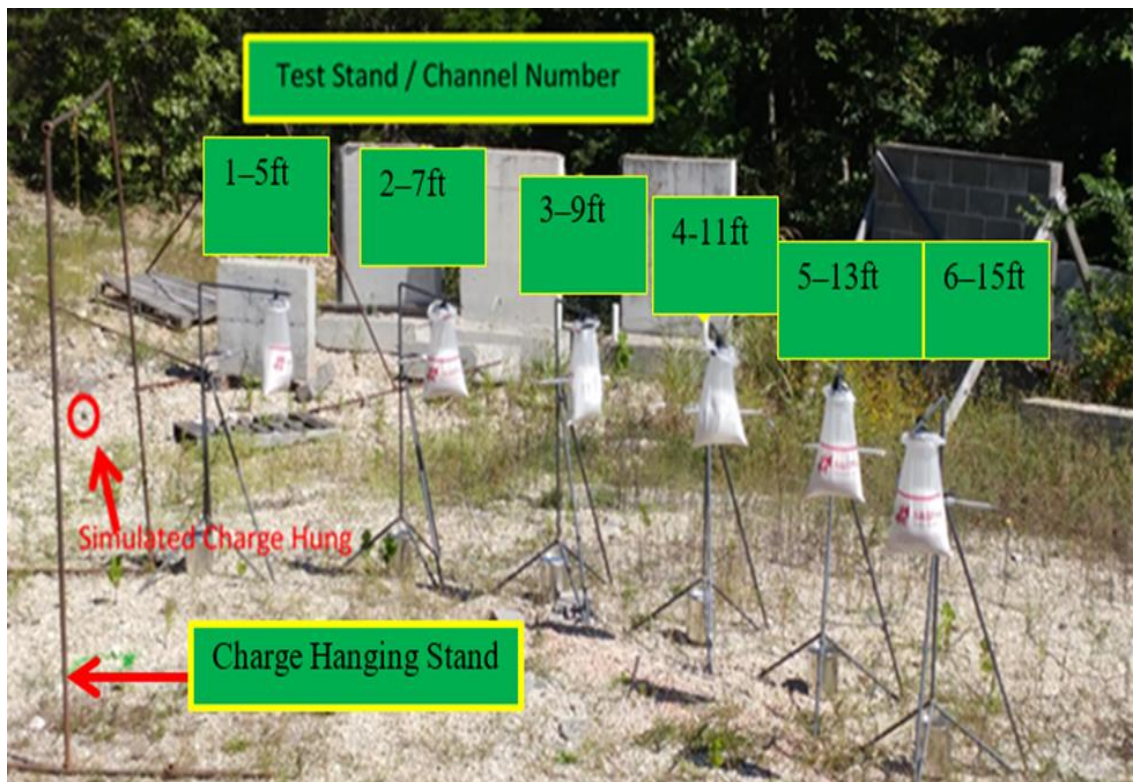 Test Stand / Channel Number
1–5ft
2–7ft
3–9ft
4-11ft
5–13ft
6–15ft
Simulated Charge Hung
Charge Hanging Stand